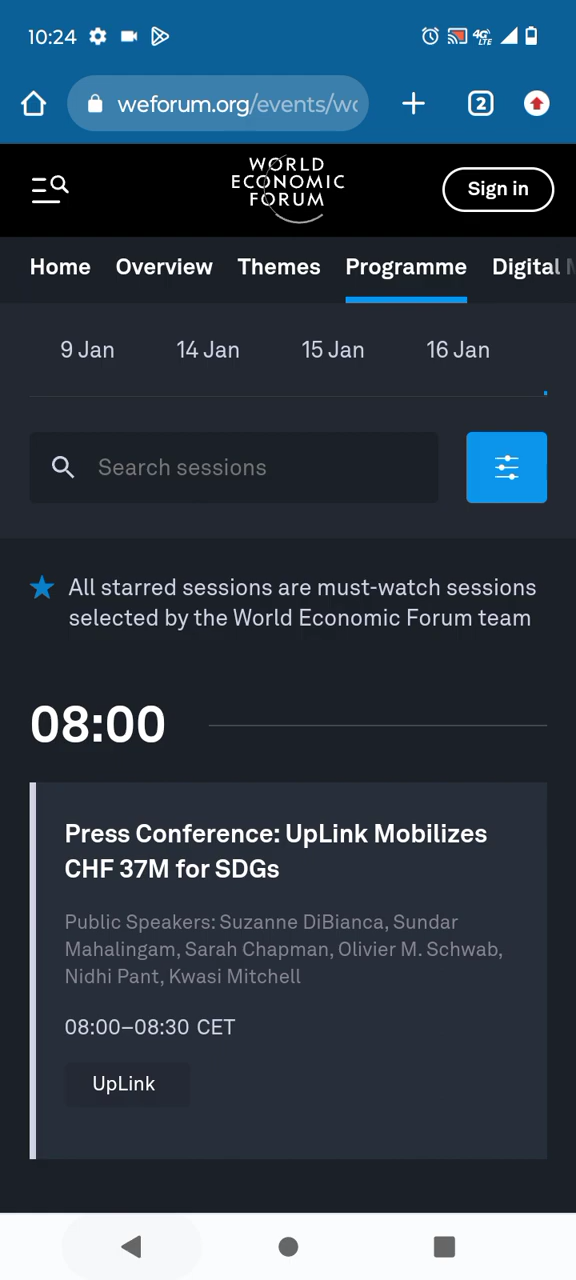 10:24
4G
LTE
weforum.org/events/wo
2
WORLD
ECONOMIC
FORUM
Sign in
Home Overview Themes Programme Digital
9 Jan 14 Jan 15 Jan 16 Jan
Search sessions
All starred sessions are must-watch sessions
selected by the World Economic Forum team
08:00
Press Conference: UpLink Mobilizes
CHF 37M for SDGs
Public Speakers: Suzanne DiBianca, Sundar
Mahalingam, Sarah Chapman, Olivier M. Schwab,
Nidhi Pant, Kwasi Mitchell
08:00–08:30 CET
UpLink